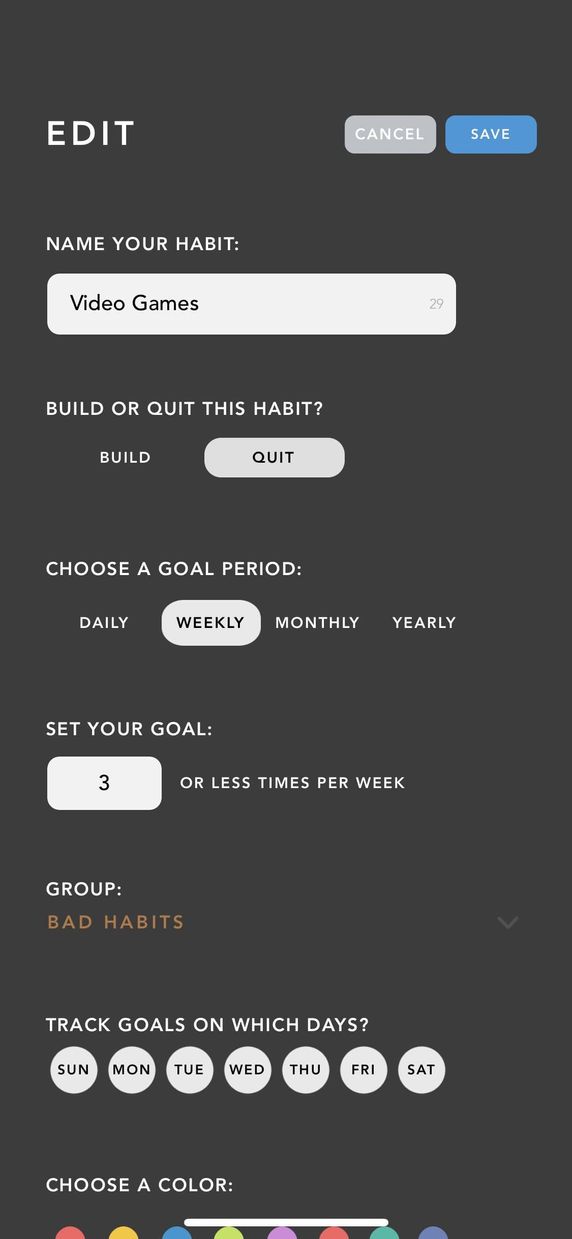 EDIT CANCEL SAVE
NAME YOUR HABIT:
Video Games 29
BUILD OR QUIT THIS HABIT?
BUILD QUIT
CHOOSE A GOAL PERIOD:
DAILY WEEKLY MONTHLY YEARLY
SET YOUR GOAL:
3 OR LESS TIMES PER WEEK
GROUP:
BAD HABITS
TRACK GOALS ON WHICH DAYS?
SUN MON TUE WED THU FRI SAT
CHOOSE A COLOR: